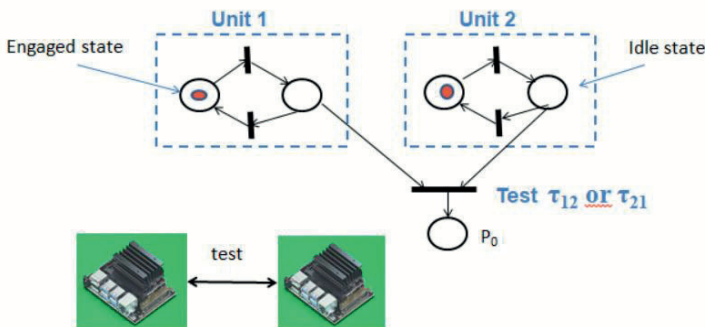 Unit 1
Unit 2
Engaged state
Idle state
Test τ12 or τ21
P0
test